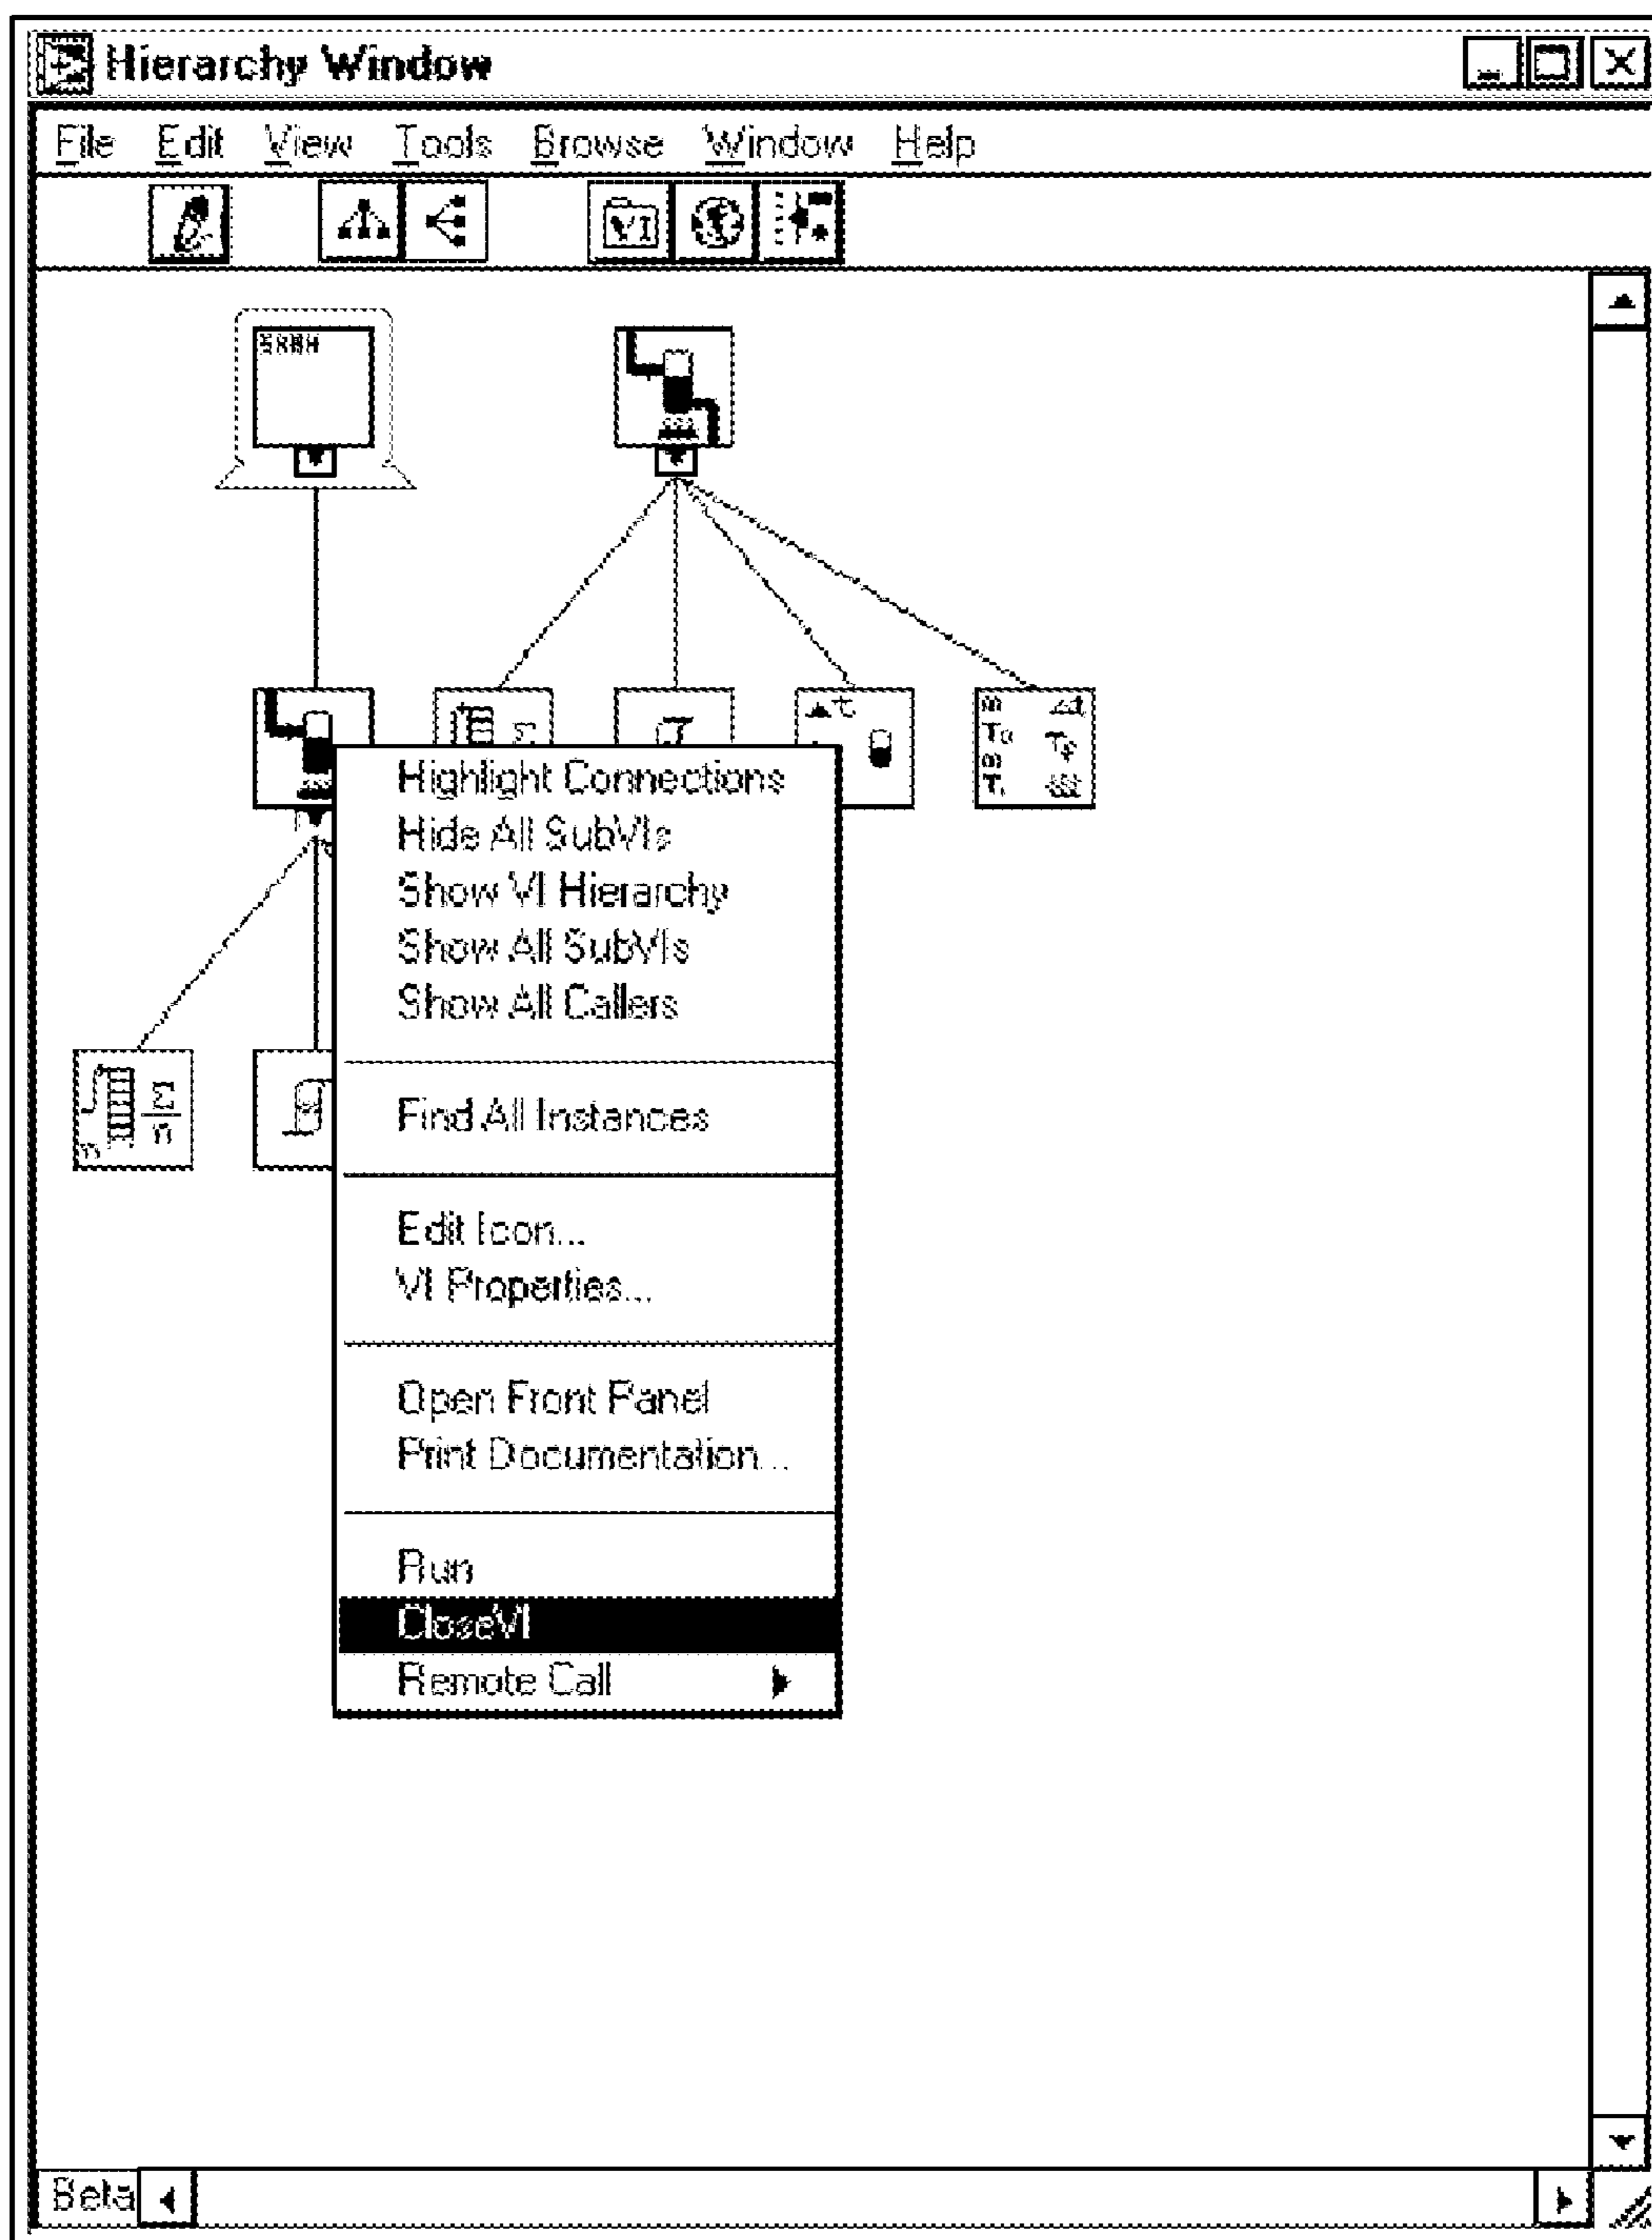 Hierarchy Window
File Edit View Tools Browse Window Help
VI
Highlight Connections
Hide All SubVIs
Show VI Hierarchy
Show All SubVIs
Show All Callers
Find All Instances
Σ
n
n
Edit Icon...
VI Properties...
Open Front Panel
Print Documentation...
Run
CloseVI
Remote Call
Beta